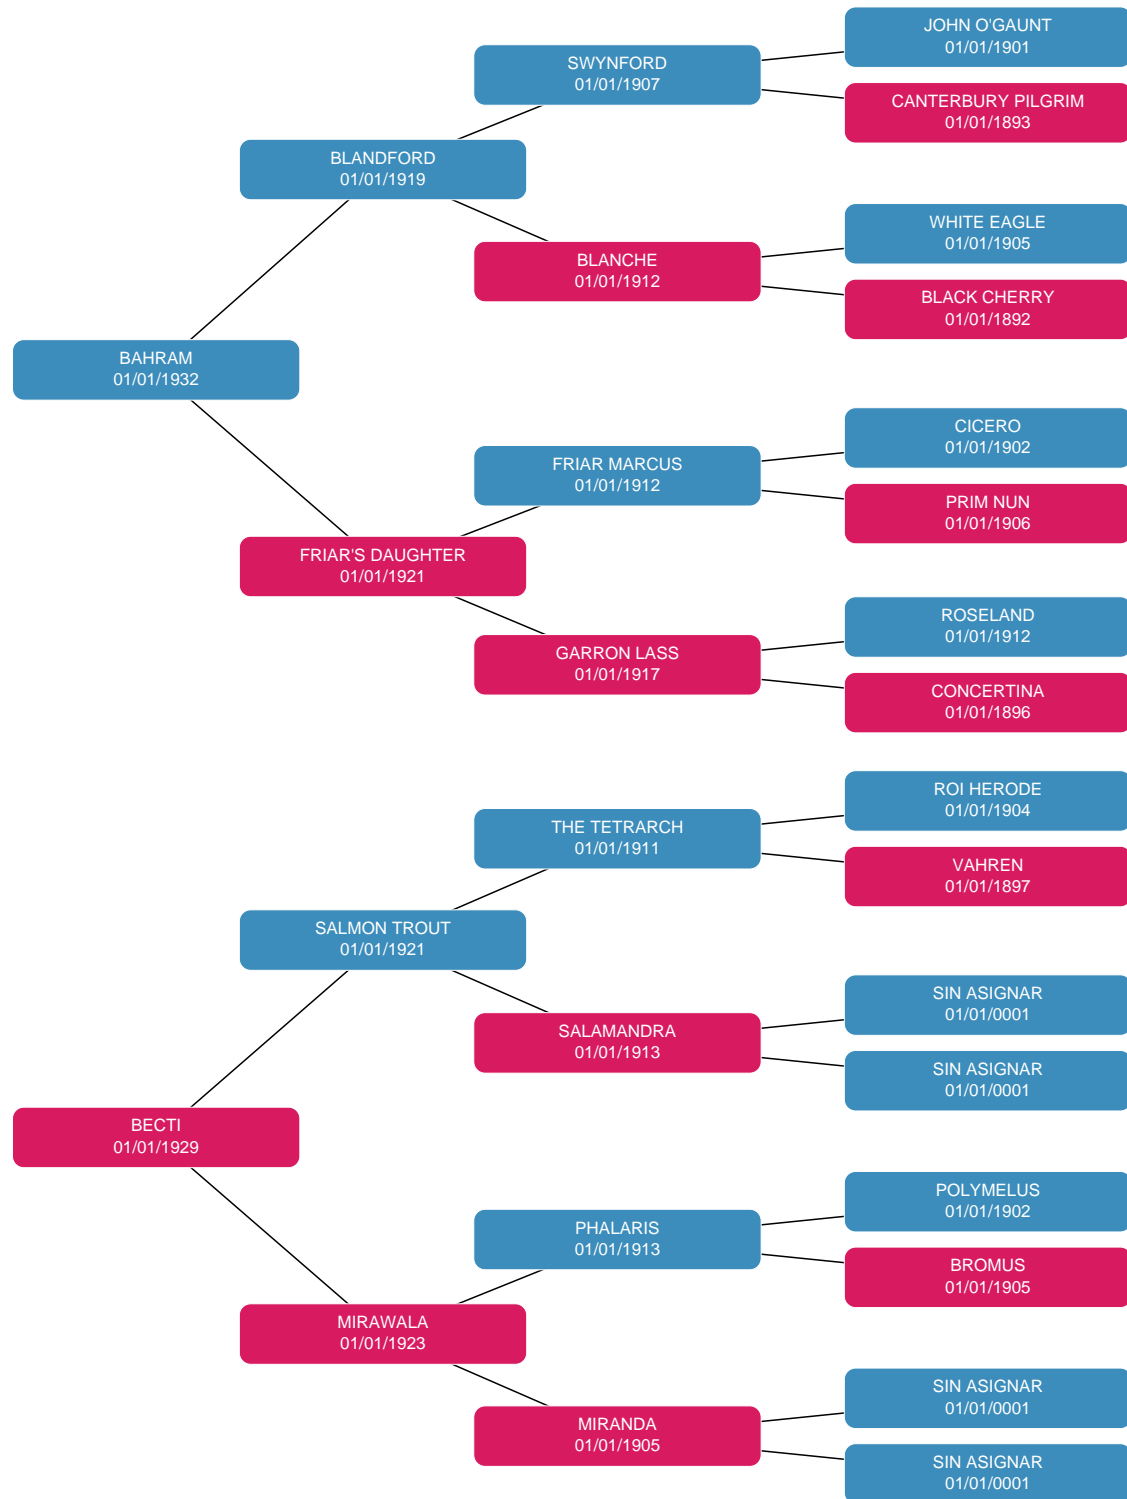 JOHN O'GAUNT
01/01/1901
SWYNFORD
01/01/1907
CANTERBURY PILGRIM
01/01/1893
BLANDFORD
01/01/1919
WHITE EAGLE
01/01/1905
BLANCHE
01/01/1912
BLACK CHERRY
01/01/1892
BAHRAM
01/01/1932
CICERO
01/01/1902
FRIAR MARCUS
01/01/1912
PRIM NUN
01/01/1906
FRIAR'S DAUGHTER
01/01/1921
ROSELAND
01/01/1912
GARRON LASS
01/01/1917
CONCERTINA
01/01/1896
ROI HERODE
01/01/1904
THE TETRARCH
01/01/1911
VAHREN
01/01/1897
SALMON TROUT
01/01/1921
SIN ASIGNAR
01/01/0001
SALAMANDRA
01/01/1913
SIN ASIGNAR
01/01/0001
BECTI
01/01/1929
POLYMELUS
01/01/1902
PHALARIS
01/01/1913
BROMUS
01/01/1905
MIRAWALA
01/01/1923
SIN ASIGNAR
01/01/0001
MIRANDA
01/01/1905
SIN ASIGNAR
01/01/0001